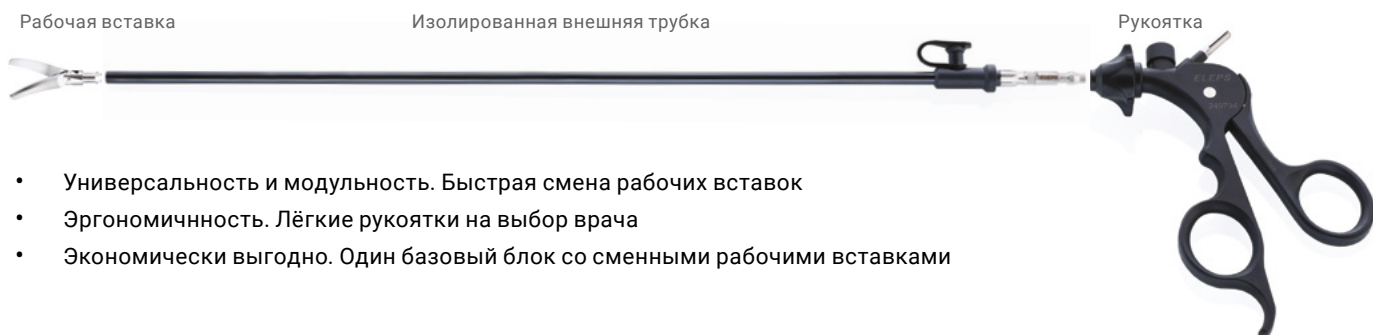 Рабочая вставка
Изолированная внешняя трубка
Рукоятка
ELEPS
• Универсальность и модульность. Быстрая смена рабочих вставок
• Эргономичнность. Лёгкие рукоятки на выбор врача
• Экономически выгодно. Один базовый блок со сменными рабочими вставками